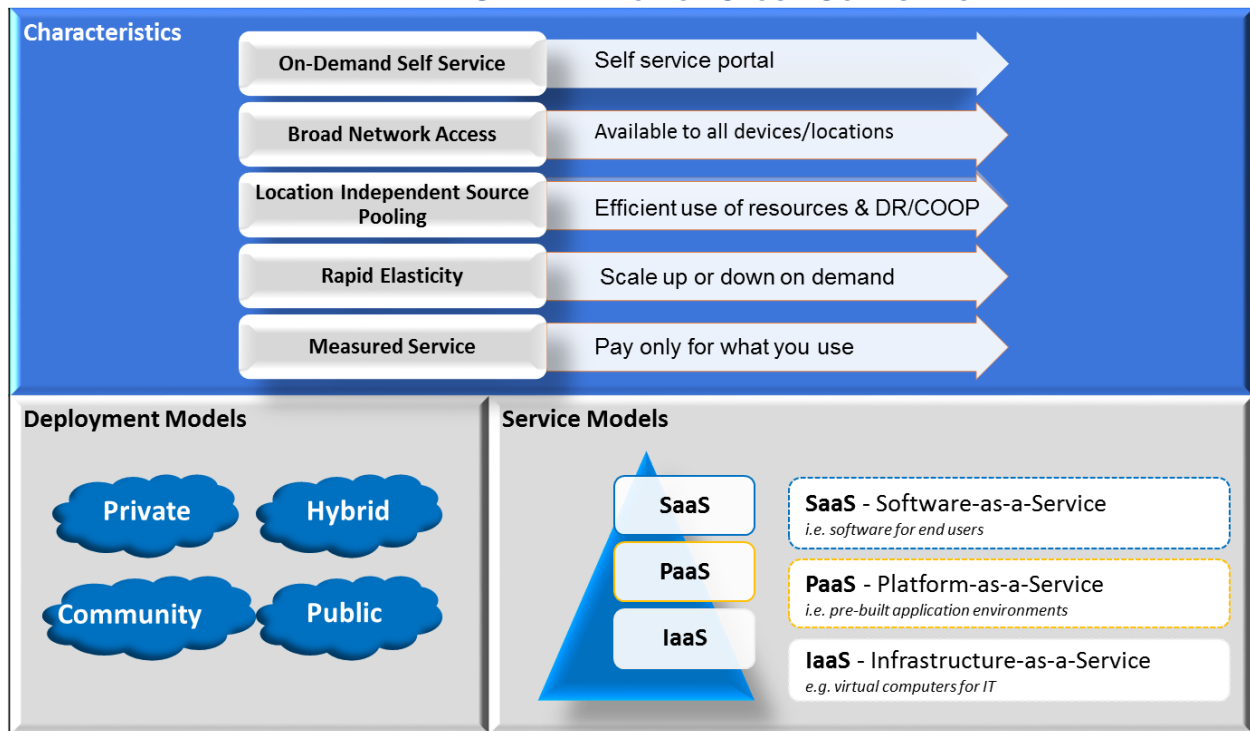 Characteristics
On-Demand Self Service
Self service portal
Broad Network Access
Available to all devices/locations
Location Independent Source
Pooling
Efficient use of resources & DR/COOP
Rapid Elasticity
Scale up or down on demand
Measured Service
Pay only for what you use
Deployment Models
Private
Hybrid
Community
Public
Service Models
SaaS
PaaS
IaaS
SaaS - Software-as-a-Service
i.e. software for end users
PaaS - Platform-as-a-Service
i.e. pre-built application environments
IaaS - Infrastructure-as-a-Service
e.g. virtual computers for IT